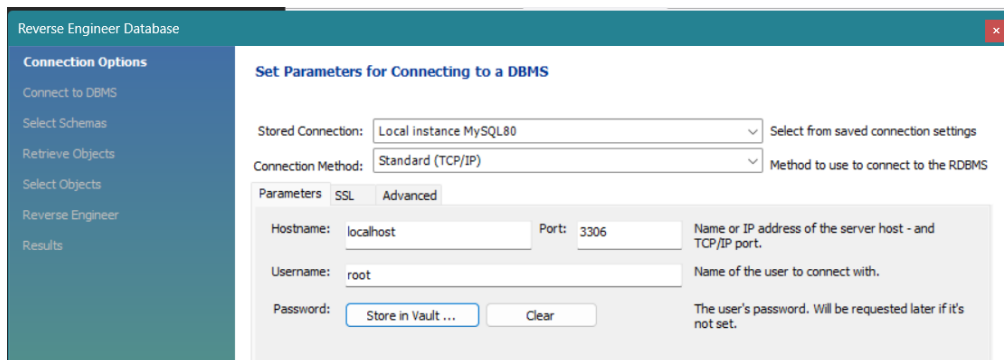 Reverse Engineer Database
Connection Options
Connect to DBMS
Select Schemas
Retrieve Objects
Select Objects
Reverse Engineer
Results
Set Parameters for Connecting to a DBMS
Stored Connection: Local instance MySQL80 Select from saved connection settings
Connection Method: Standard (TCP/IP) Method to use to connect to the RDBMS
Parameters SSL Advanced
Hostname: localhost Port: 3306 Name or IP address of the server host - and
TCP/IP port.
Username: root Name of the user to connect with.
Password: Store in Vault ... Clear The user's password. Will be requested later if it's
not set.